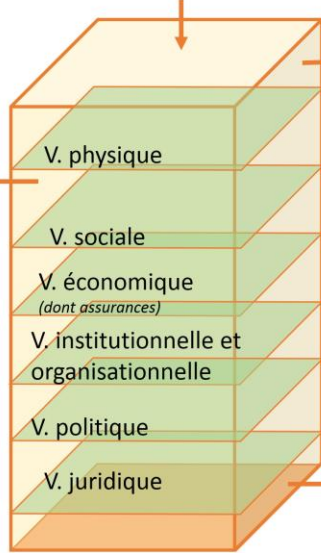 V. physique
V. sociale
V. économique
(dont assurances)
V. institutionnelle et
organisationnelle
V. politique
V. juridique